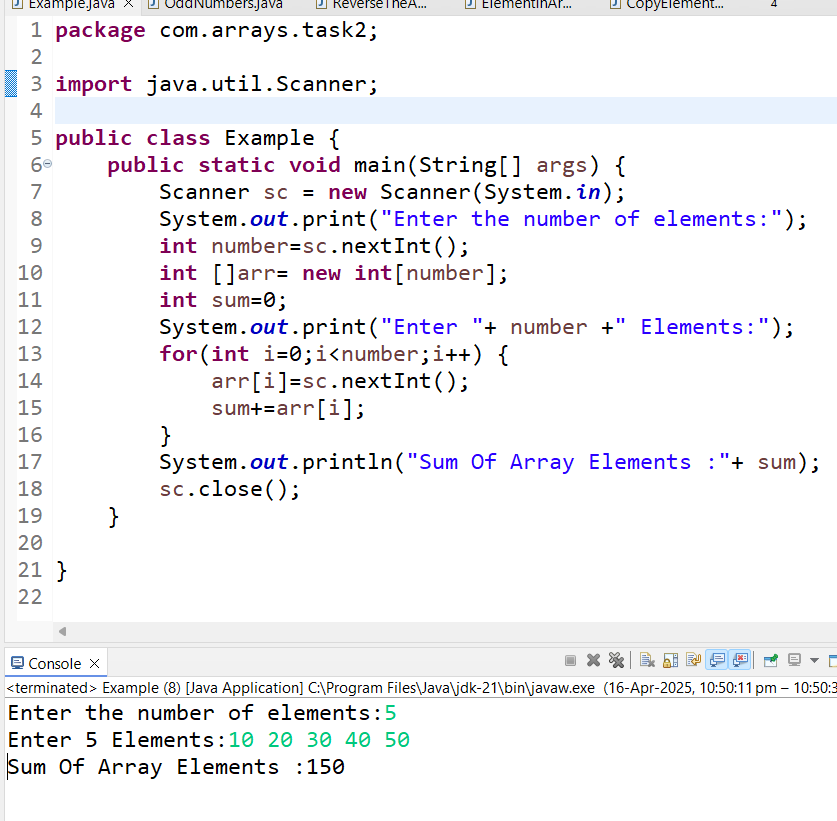 Example.java
OddNumbers.java
ReverseTheA...
ElementInAr...
CopyElement...
4
1 package com.arrays.task2;
2
3 import java.util.Scanner;
4
5 public class Example {
6 public static void main(String[] args) {
7 Scanner sc = new Scanner(System.in);
8 System.out.print("Enter the number of elements:");
9 int number=sc.nextInt();
10 int []arr= new int[number];
11 int sum=0;
12 System.out.print("Enter "+ number +" Elements:");
13 for(int i=0;i<number;i++) {
14 arr[i]=sc.nextInt();
15 sum+=arr[i];
16 }
17 System.out.println("Sum Of Array Elements :"+ sum);
18 sc.close();
19 }
20
21 }
22
Console
<terminated> Example (8) [Java Application] C:\Program Files\Java\jdk-21\bin\javaw.exe (16-Apr-2025, 10:50:11 pm – 10:50:3
Enter the number of elements:5
Enter 5 Elements:10 20 30 40 50
Sum Of Array Elements :150